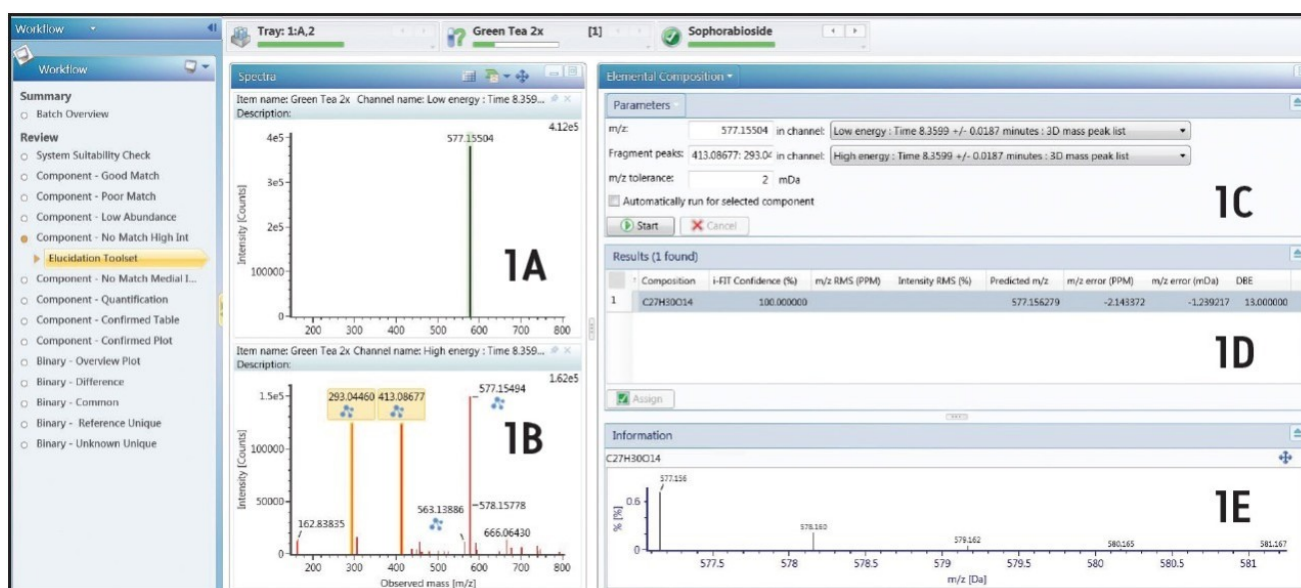 Workflow
Workflow
Summary
Batch Overview
Review
System Suitability Check
Component - Good Match
Component - Poor Match
Component - Low Abundance
Component - No Match High Int
Elucidation Toolset
Component - No Match Medial I...
Component - Quantification
Component - Confirmed Table
Component - Confirmed Plot
Binary - Overview Plot
Binary - Difference
Binary - Common
Binary - Reference Unique
Binary - Unknown Unique
Tray: 1:A,2
Green Tea 2x [1]
Sophorabioside
Spectra
Item name: Green Tea 2x Channel name: Low energy : Time 8.359...
Description:
4.12e5
577.15504
4e5
3e5
2e5
100000
0
Intensity [Counts]
1A
200 300 400 500 600 700 800
Item name: Green Tea 2x Channel name: High energy : Time 8.359...
Description:
1.62e5
1.5e5
100000
50000
0
Intensity [Counts]
293.04460 413.08677
577.15494
1B
162.83835
563.13886
578.15778
666.06430
200 300 400 500 600 700 800
Observed mass [m/z]
Elemental Composition
Parameters
m/z: 577.15504 in channel: Low energy : Time 8.3599 +/- 0.0187 minutes : 3D mass peak list
Fragment peaks: 413.08677: 293.04 in channel: High energy : Time 8.3599 +/- 0.0187 minutes : 3D mass peak list
m/z tolerance: 2 mDa
Automatically run for selected component
Start Cancel
1C
Results (1 found)
Composition i-FIT Confidence (%) m/z RMS (PPM) Intensity RMS (%) Predicted m/z m/z error (PPM) m/z error (mDa) DBE
1 C27H30O14 100.000000 577.156279 -2.143372 -1.239217 13.000000
1D
Assign
Information
C27H30O14
577.156
0.6
0
% [%]
578.160
579.162
580.165
581.167
1E
577.5 578 578.5 579 579.5 580 580.5 581
m/z [Da]